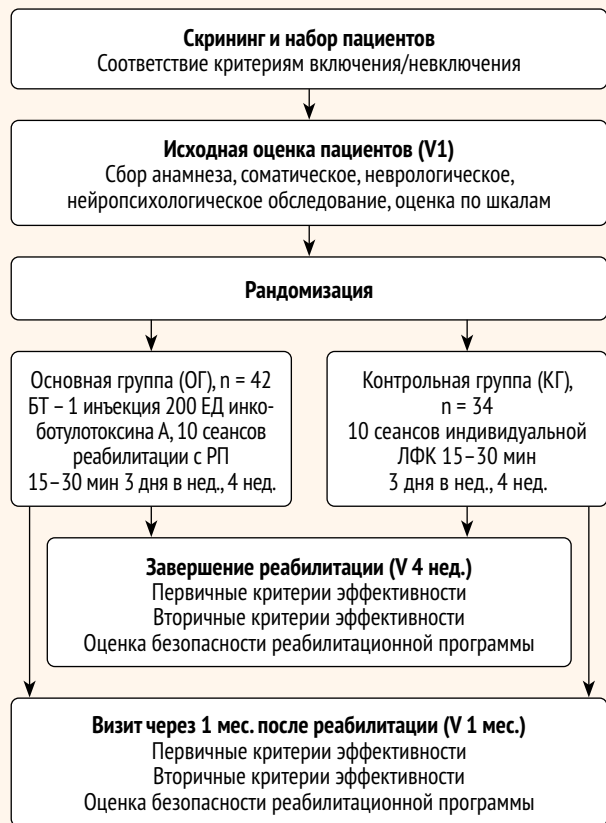 Скрининг и набор пациентов
Соответствие критериям включения/невключения
Исходная оценка пациентов (V1)
Сбор анамнеза, соматическое, неврологическое,
нейропсихологическое обследование, оценка по шкалам
Рандомизация
Основная группа (ОГ), n = 42
БТ – 1 инъекция 200 ЕД инко-
ботулотоксина А, 10 сеансов
реабилитации с РП
15–30 мин 3 дня в нед., 4 нед.
Контрольная группа (КГ),
n = 34
10 сеансов индивидуальной
ЛФК 15–30 мин
3 дня в нед., 4 нед.
Завершение реабилитации (V 4 нед.)
Первичные критерии эффективности
Вторичные критерии эффективности
Оценка безопасности реабилитационной программы
Визит через 1 мес. после реабилитации (V 1 мес.)
Первичные критерии эффективности
Вторичные критерии эффективности
Оценка безопасности реабилитационной программы